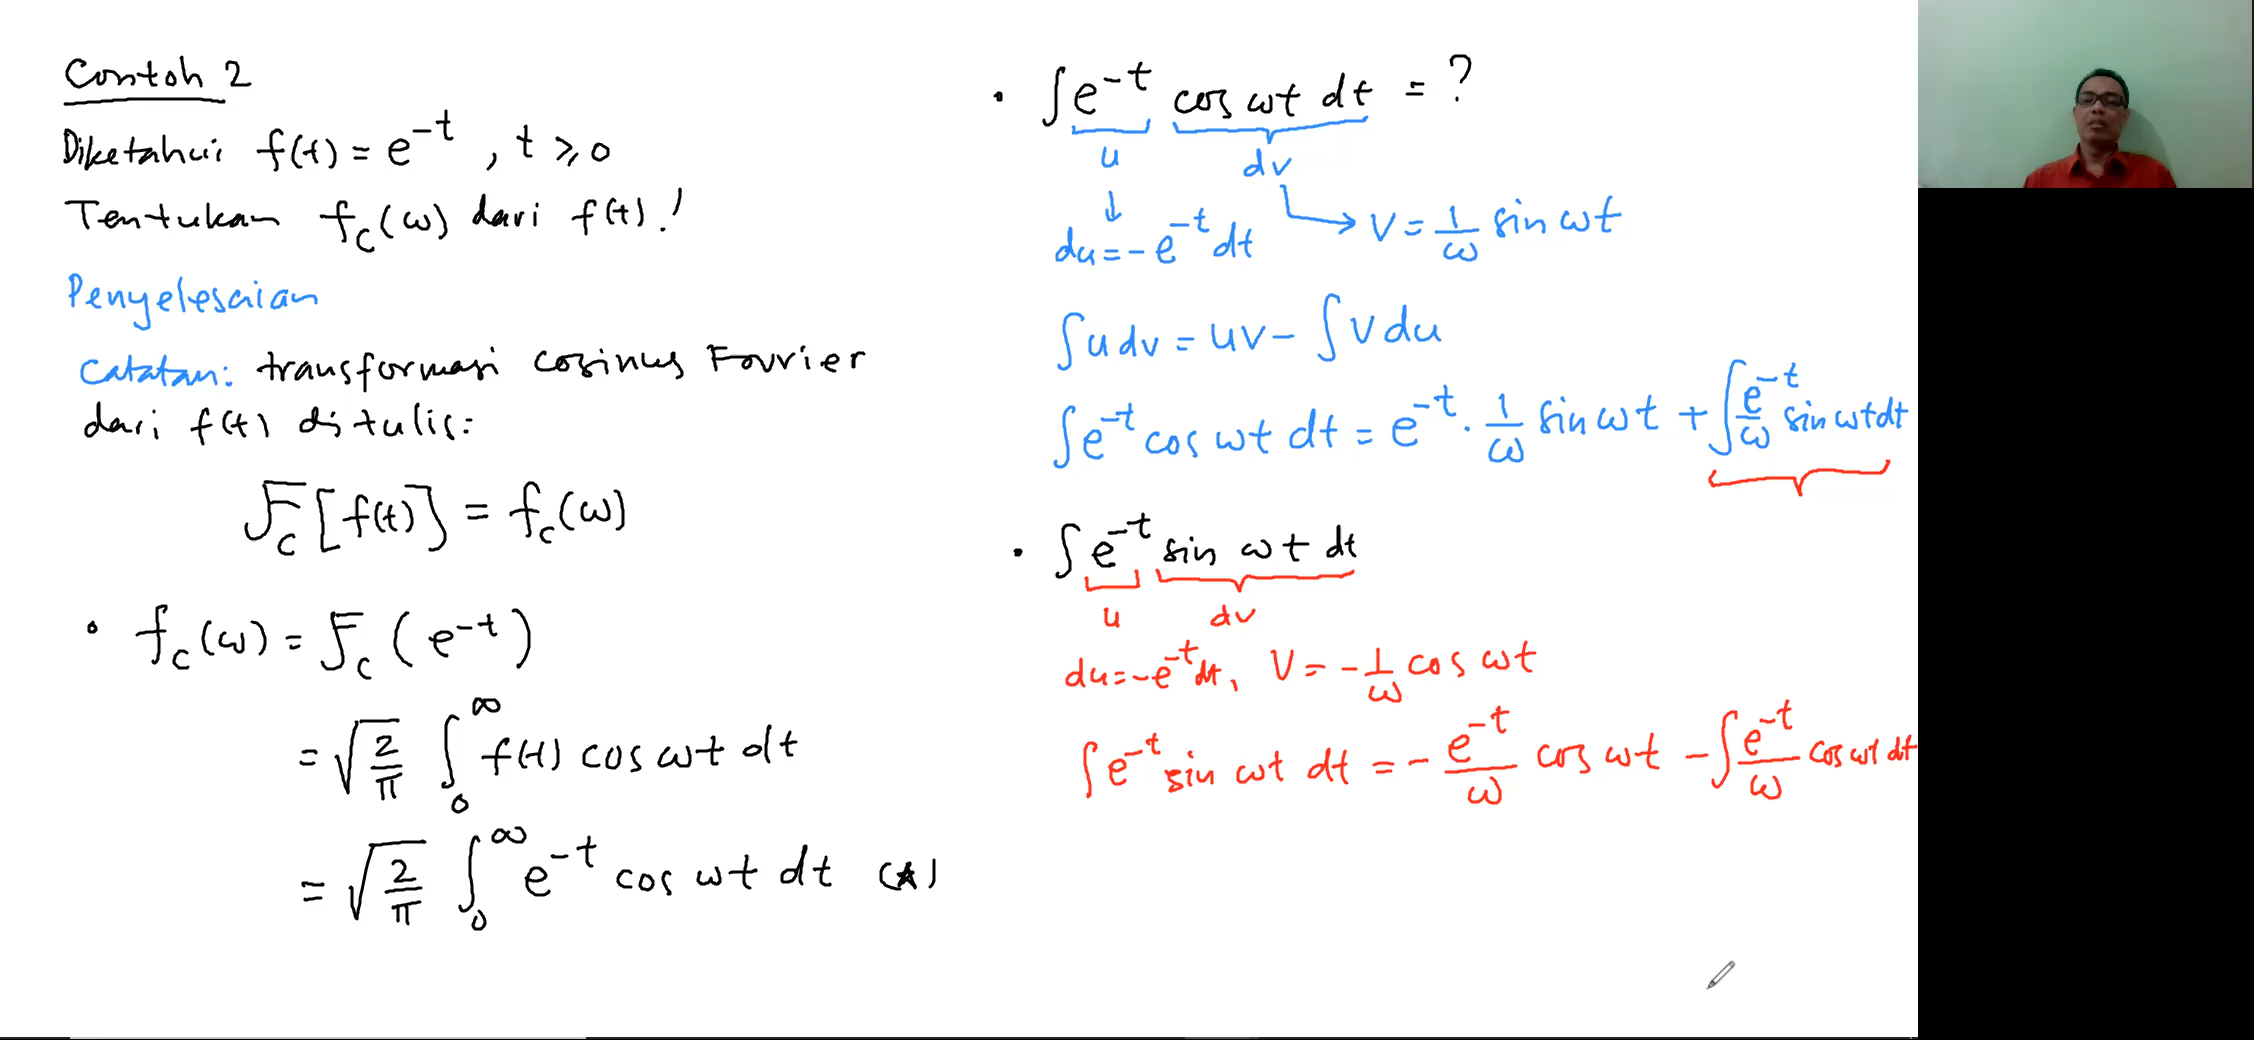 Contoh 2
Diketahui f(t) = e^{-t} , t ≥ 0
Tentukan f_c(ω) dari f(t) !
Penyelesaian
Catatan: transformasi cosinus Fourier
dari f(t) ditulis:
F_c [f(t)] = f_c(ω)
• f_c(ω) = F_c ( e^{-t} )
= √(2/π) ∫_0^∞ f(t) cos ωt dt
= √(2/π) ∫_0^∞ e^{-t} cos ωt dt (★)
• ∫ e^{-t} cos ωt dt = ?
u dv
↓
du = - e^{-t} dt → v = 1/ω sin ωt
∫ u dv = uv - ∫ v du
∫ e^{-t} cos ωt dt = e^{-t} · 1/ω sin ωt + ∫ e^{-t}/ω sin ωt dt
• ∫ e^{-t} sin ωt dt
u dv
du = -e^{-t} dt, v = - 1/ω cos ωt
∫ e^{-t} sin ωt dt = - e^{-t}/ω cos ωt - ∫ e^{-t}/ω cos ωt dt